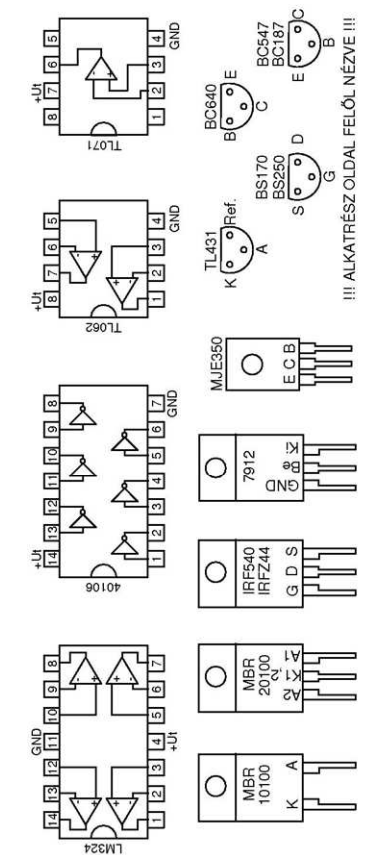 GND
14 13 12 11 10 9 8
LM324
1 2 3 4 5 6 7
+Ut
+Ut
14 13 12 11 10 9 8
40106
1 2 3 4 5 6 7
GND
+Ut
8 7 6 5
TL062
1 2 3 4
GND
+Ut
8 7 6 5
TL071
1 2 3 4
GND
MBR
10100
K A
MBR
20100
A2 K1,2 A1
IRF540
IRFZ44
G D S
7912
GND Be Ki
MJE350
E C B
TL431
K Ref.
A
BS170
BS250
S D
G
BC640
B E
C
BC547
BC187
E C
B
!!! ALKATRÉSZ OLDAL FELŐL NÉZVE !!!